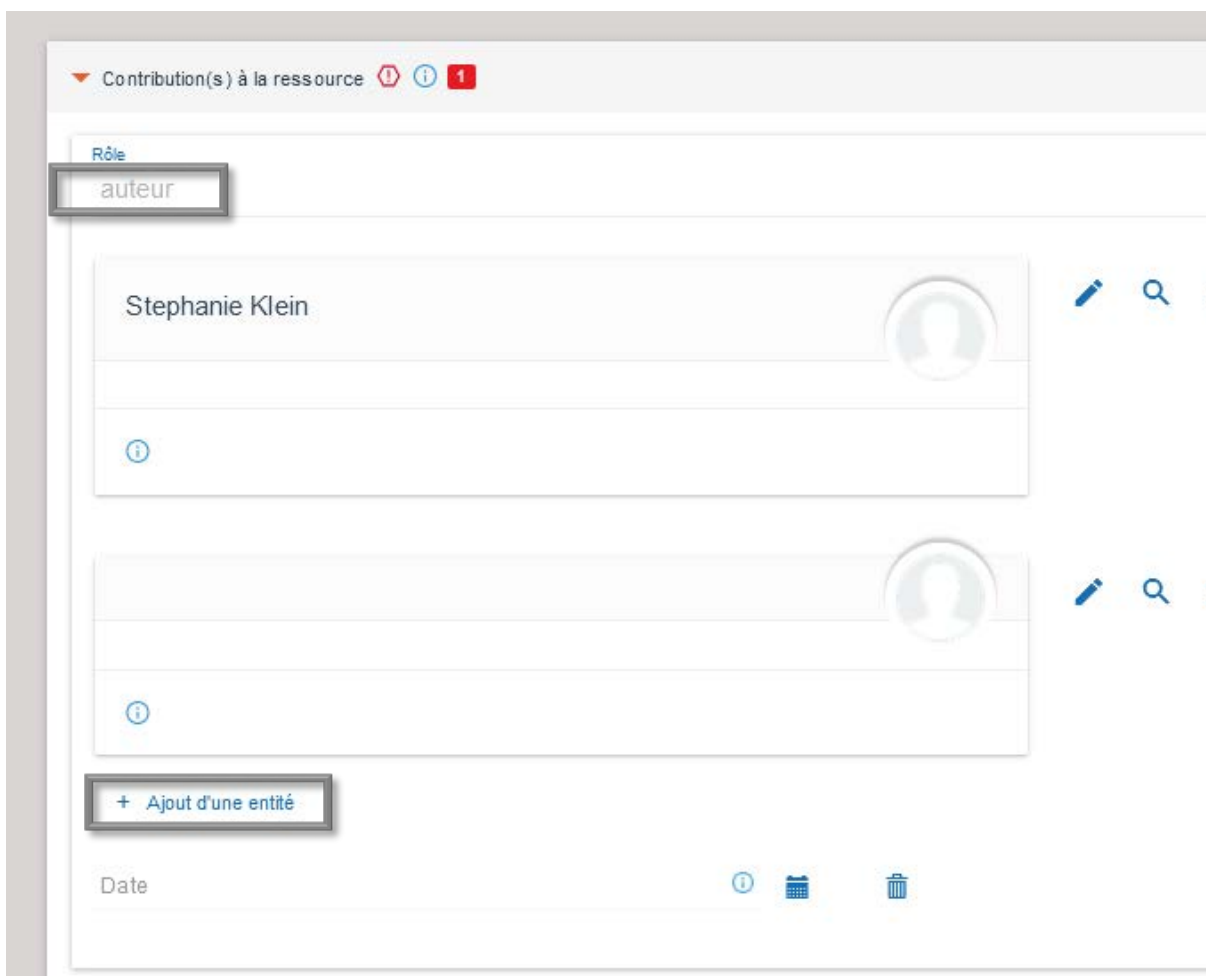 Contribution(s) à la ressource 1
Rôle
auteur
Stephanie Klein
+ Ajout d'une entité
Date